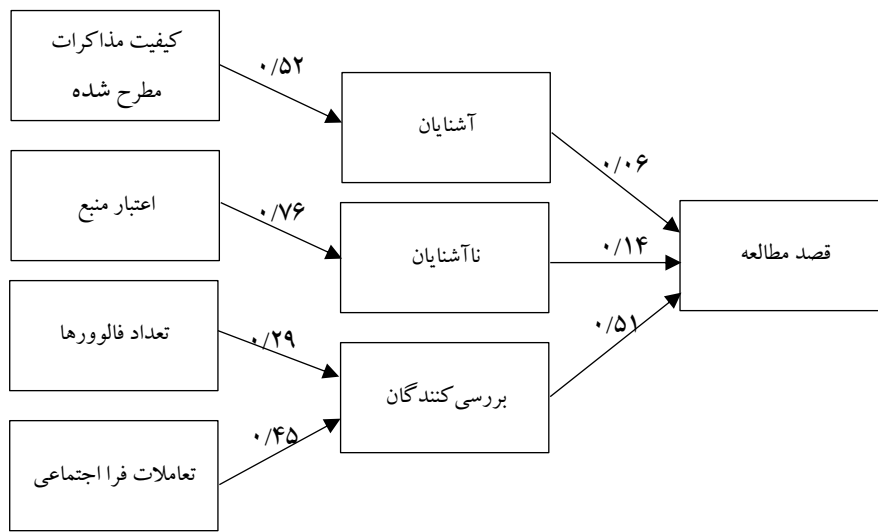 کیفیت مذاکرات
مطرح شده
۰/۵۲
آشنایان
۰/۰۶
اعتبار منبع
۰/۷۶
ناآشنایان
۰/۱۴
قصد مطالعه
تعداد فالوورها
۰/۲۹
بررسی‌کنندگان
۰/۵۱
تعاملات فرا اجتماعی
۰/۴۵